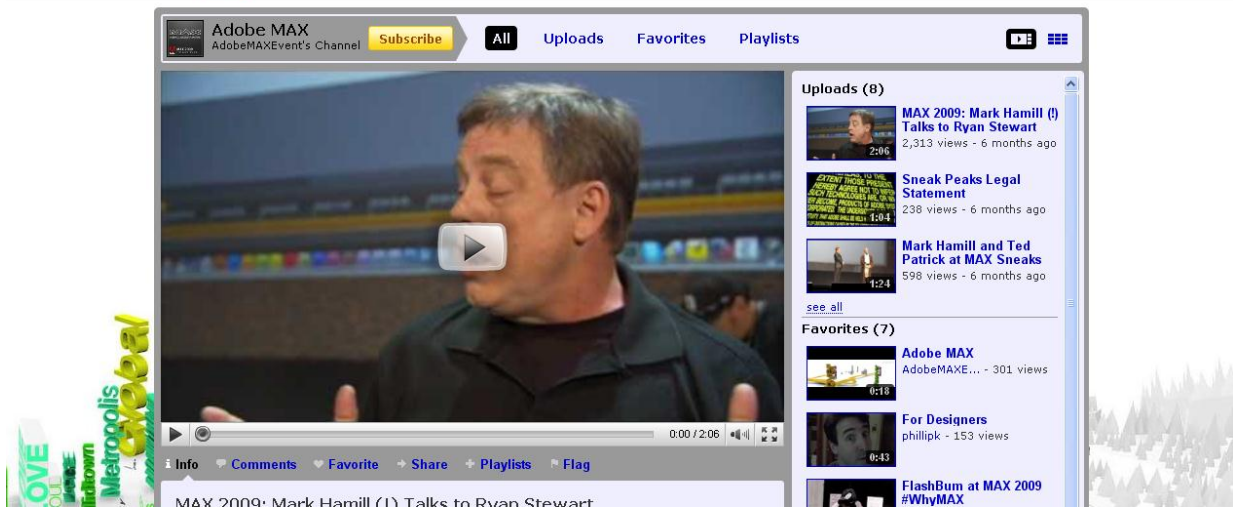 Adobe MAX
AdobeMAXEvent's Channel
Subscribe
All
Uploads
Favorites
Playlists
Uploads (8)
MAX 2009: Mark Hamill (!)
Talks to Ryan Stewart
2,313 views - 6 months ago
2:06
Sneak Peaks Legal
Statement
238 views - 6 months ago
1:04
Mark Hamill and Ted
Patrick at MAX Sneaks
598 views - 6 months ago
1:24
see all
Favorites (7)
Adobe MAX
AdobeMAXE... - 301 views
0:18
For Designers
phillipk - 153 views
0:43
FlashBum at MAX 2009
#WhyMAX
0:00 / 2:06
Info
Comments
Favorite
Share
Playlists
Flag
MAX 2009: Mark Hamill (!) Talks to Ryan Stewart
Global
Metropolis
Midtown
LOVE